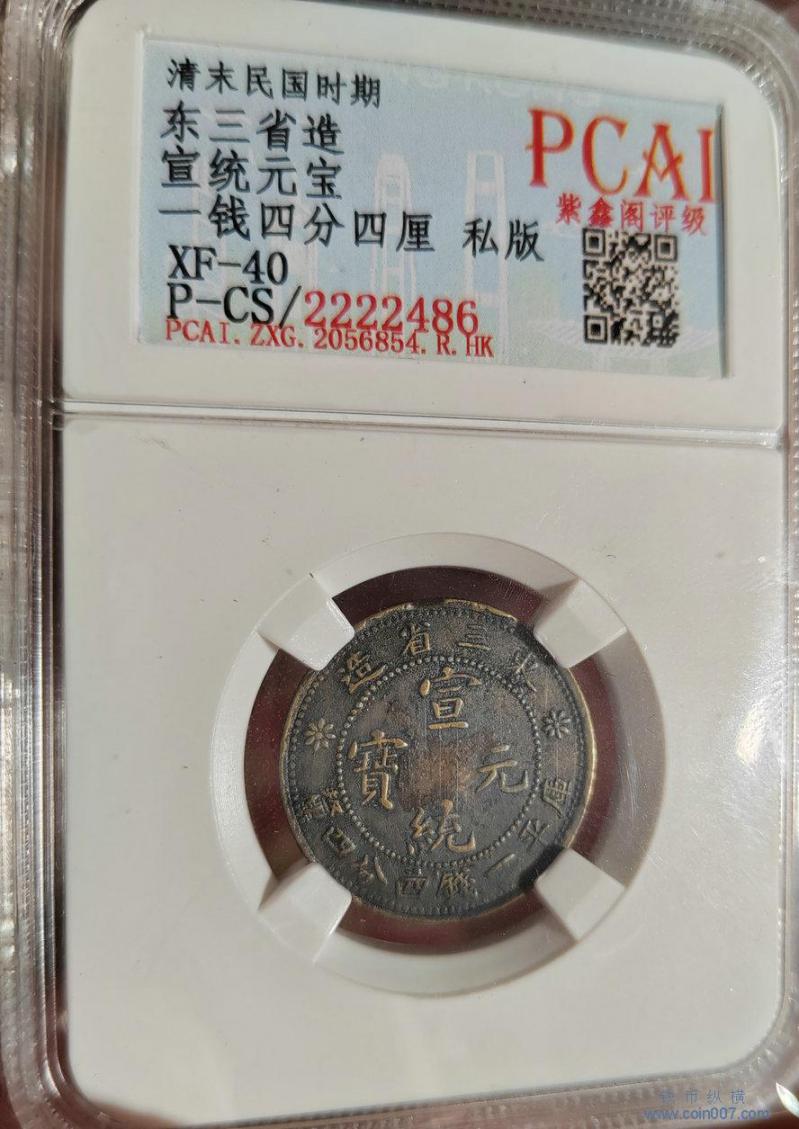 清末民国时期
东三省造
宣统元宝
一钱四分四厘 私版
XF-40
P-CS/2222486
PCAI.ZXG.2056854.R.HK
PCAI
紫鑫阁评级
東三省造
宣統元寶
庫平一錢四分四釐
钱币纵横
www.coin007.com